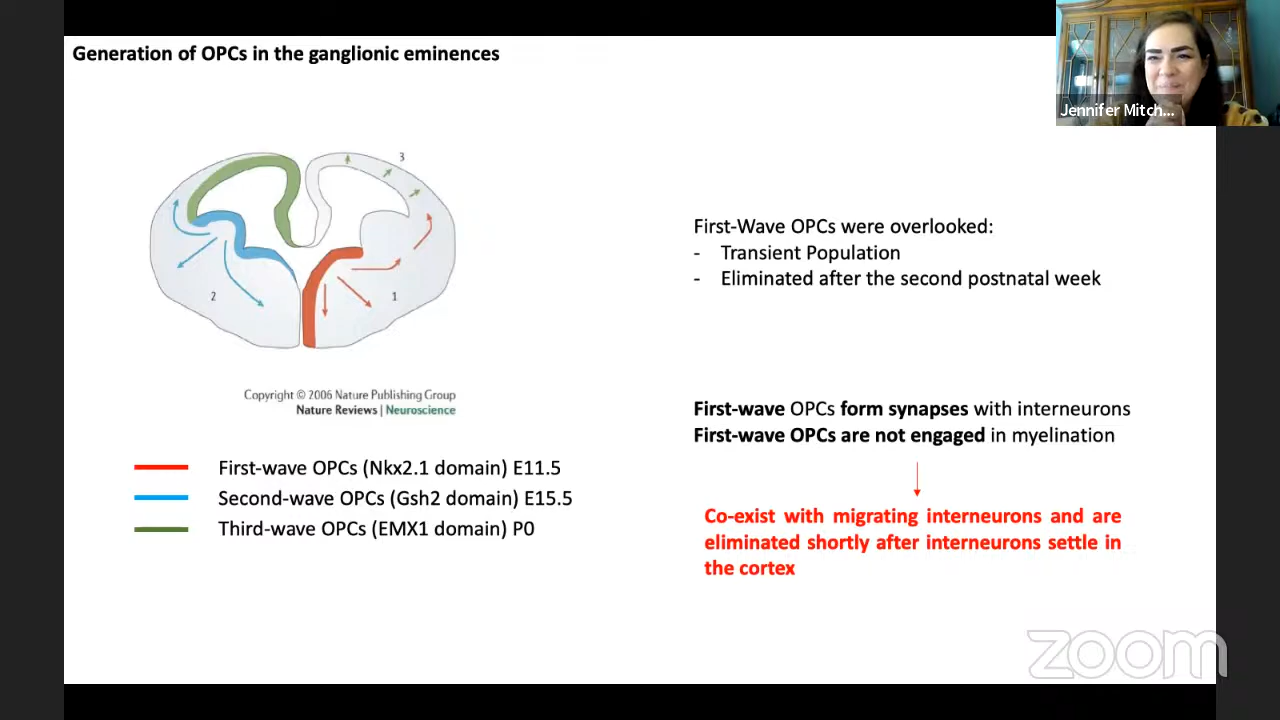 Generation of OPCs in the ganglionic eminences
Jennifer Mitch...
3
2
1
Copyright © 2006 Nature Publishing Group
Nature Reviews | Neuroscience
First-wave OPCs (Nkx2.1 domain) E11.5
Second-wave OPCs (Gsh2 domain) E15.5
Third-wave OPCs (EMX1 domain) P0
First-Wave OPCs were overlooked:
- Transient Population
- Eliminated after the second postnatal week
First-wave OPCs form synapses with interneurons
First-wave OPCs are not engaged in myelination
Co-exist with migrating interneurons and are
eliminated shortly after interneurons settle in
the cortex
zoom